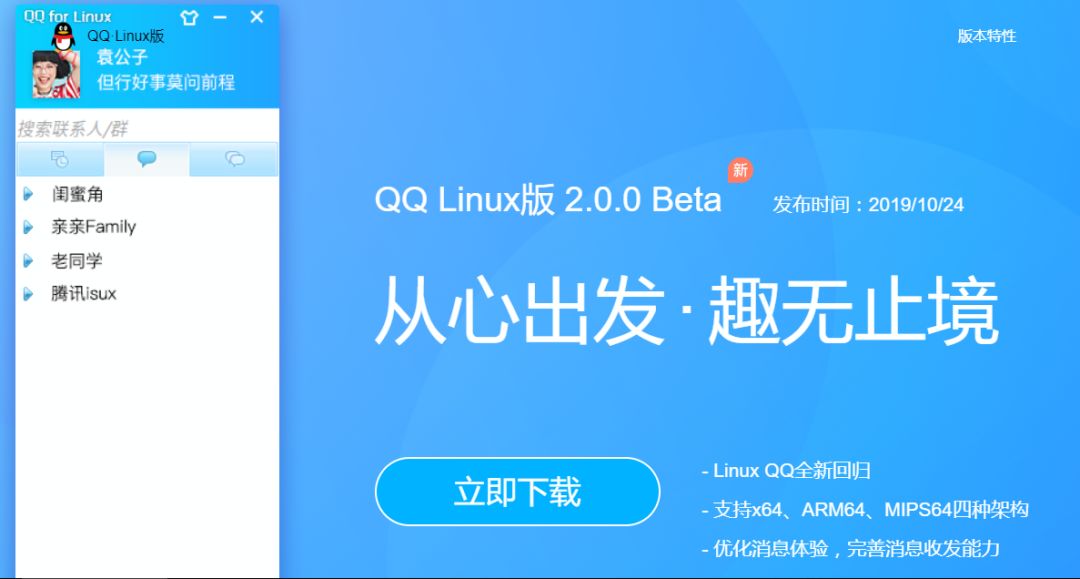 QQ for Linux
QQ·Linux版
袁公子
但行好事莫问前程
搜索联系人/群
闺蜜角
亲亲Family
老同学
腾讯isux
版本特性
QQ Linux版 2.0.0 Beta
新
发布时间：2019/10/24
从心出发·趣无止境
立即下载
- Linux QQ全新回归
- 支持x64、ARM64、MIPS64四种架构
- 优化消息体验，完善消息收发能力